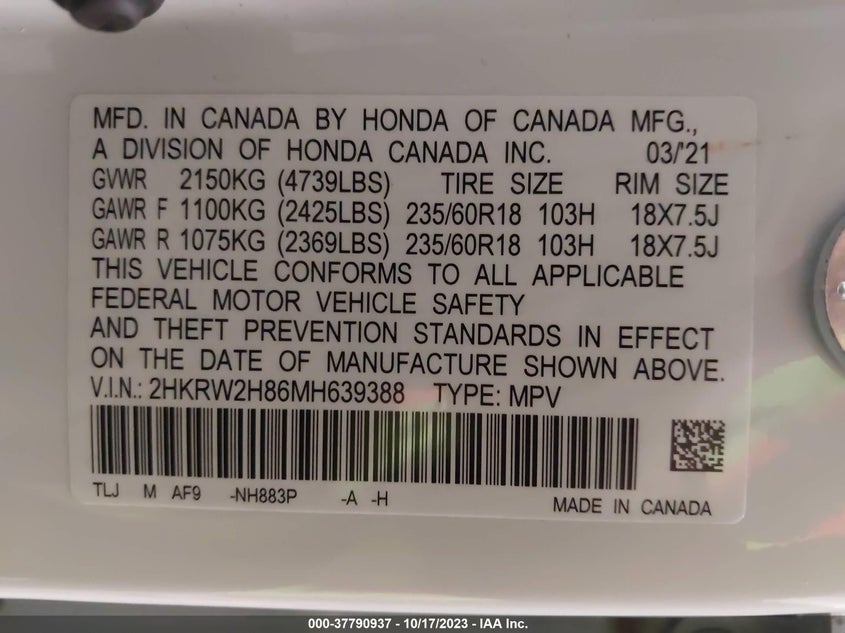 MFD. IN CANADA BY HONDA OF CANADA MFG.,
A DIVISION OF HONDA CANADA INC. 03/'21
GVWR 2150KG (4739LBS) TIRE SIZE RIM SIZE
GAWR F 1100KG (2425LBS) 235/60R18 103H 18X7.5J
GAWR R 1075KG (2369LBS) 235/60R18 103H 18X7.5J
THIS VEHICLE CONFORMS TO ALL APPLICABLE
FEDERAL MOTOR VEHICLE SAFETY
AND THEFT PREVENTION STANDARDS IN EFFECT
ON THE DATE OF MANUFACTURE SHOWN ABOVE.
V.I.N.: 2HKRW2H86MH639388 TYPE: MPV
TLJ M AF9 -NH883P -A -H
MADE IN CANADA
000-37790937 - 10/17/2023 - IAA Inc.